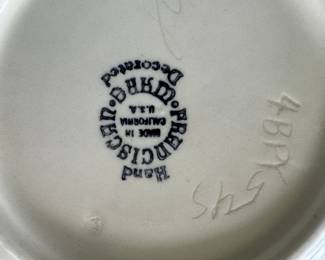 Hand
FRANCISCAN · WARE ·
MADE IN
CALIFORNIA
U.S.A.
Decorated